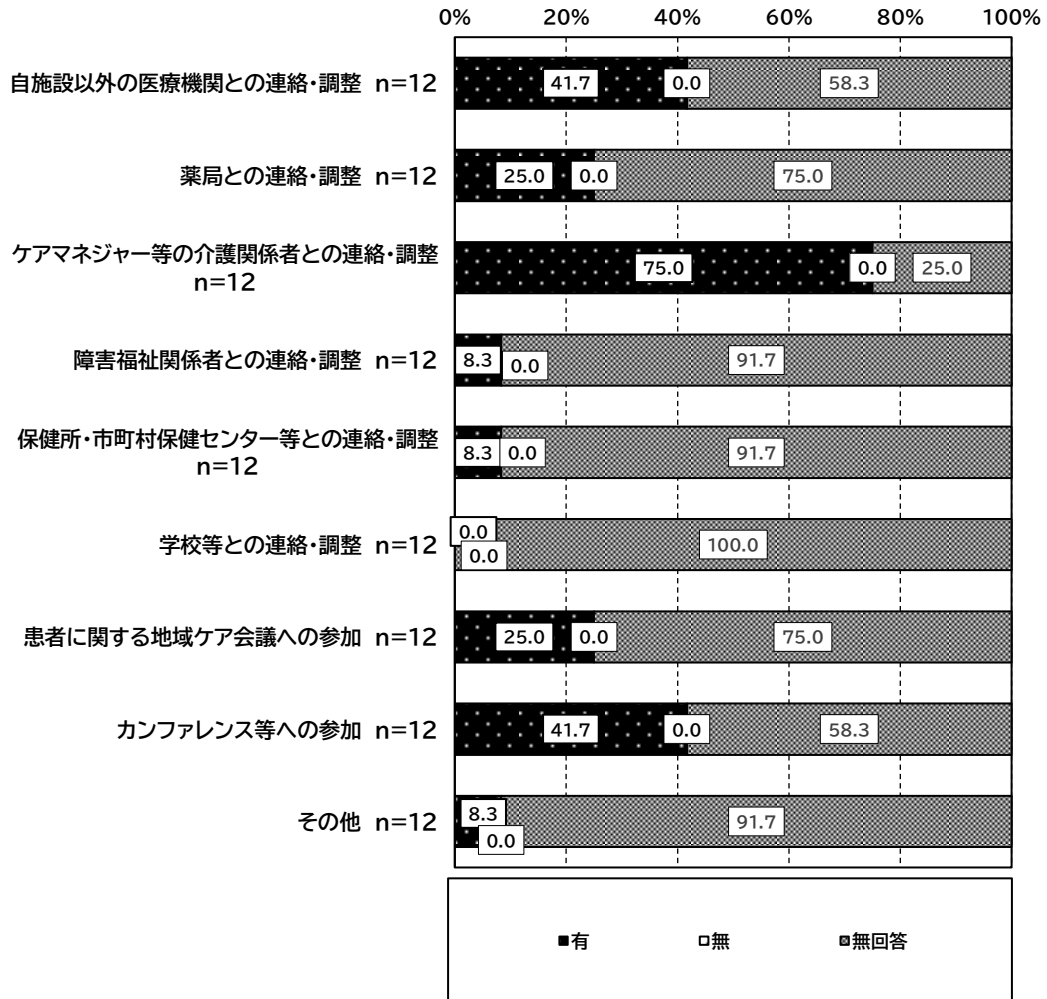 0% 20% 40% 60% 80% 100%
自施設以外の医療機関との連絡・調整 n=12 41.7 0.0 58.3
薬局との連絡・調整 n=12 25.0 0.0 75.0
ケアマネジャー等の介護関係者との連絡・調整
n=12 75.0 0.0 25.0
障害福祉関係者との連絡・調整 n=12 8.3 0.0 91.7
保健所・市町村保健センター等との連絡・調整
n=12 8.3 0.0 91.7
学校等との連絡・調整 n=12 0.0 0.0 100.0
患者に関する地域ケア会議への参加 n=12 25.0 0.0 75.0
カンファレンス等への参加 n=12 41.7 0.0 58.3
その他 n=12 8.3 0.0 91.7
有 無 無回答